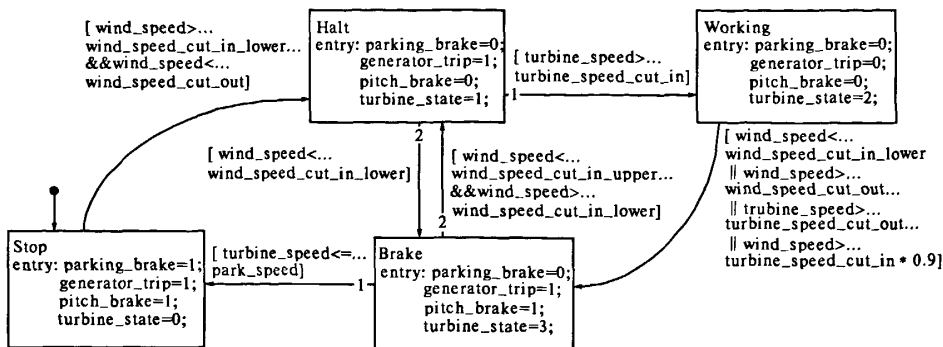 [ wind_speed>...
wind_speed_cut_in_lower...
&&wind_speed<...
wind_speed_cut_out]
Halt
entry: parking_brake=0;
generator_trip=1;
pitch_brake=0;
turbine_state=1;
[ turbine_speed>...
turbine_speed_cut_in]
1
Working
entry: parking_brake=0;
generator_trip=0;
pitch_brake=0;
turbine_state=2;
2
[ wind_speed<...
wind_speed_cut_in_lower]
[ wind_speed<...
wind_speed_cut_in_upper...
&&wind_speed>...
wind_speed_cut_in_lower]
2
[ wind_speed<...
wind_speed_cut_in_lower
|| wind_speed>...
wind_speed_cut_out...
|| trubine_speed>...
turbine_speed_cut_out...
|| wind_speed>...
turbine_speed_cut_in * 0.9]
Stop
entry: parking_brake=1;
generator_trip=1;
pitch_brake=1;
turbine_state=0;
[ turbine_speed<=...
park_speed]
1
Brake
entry: parking_brake=0;
generator_trip=1;
pitch_brake=1;
turbine_state=3;